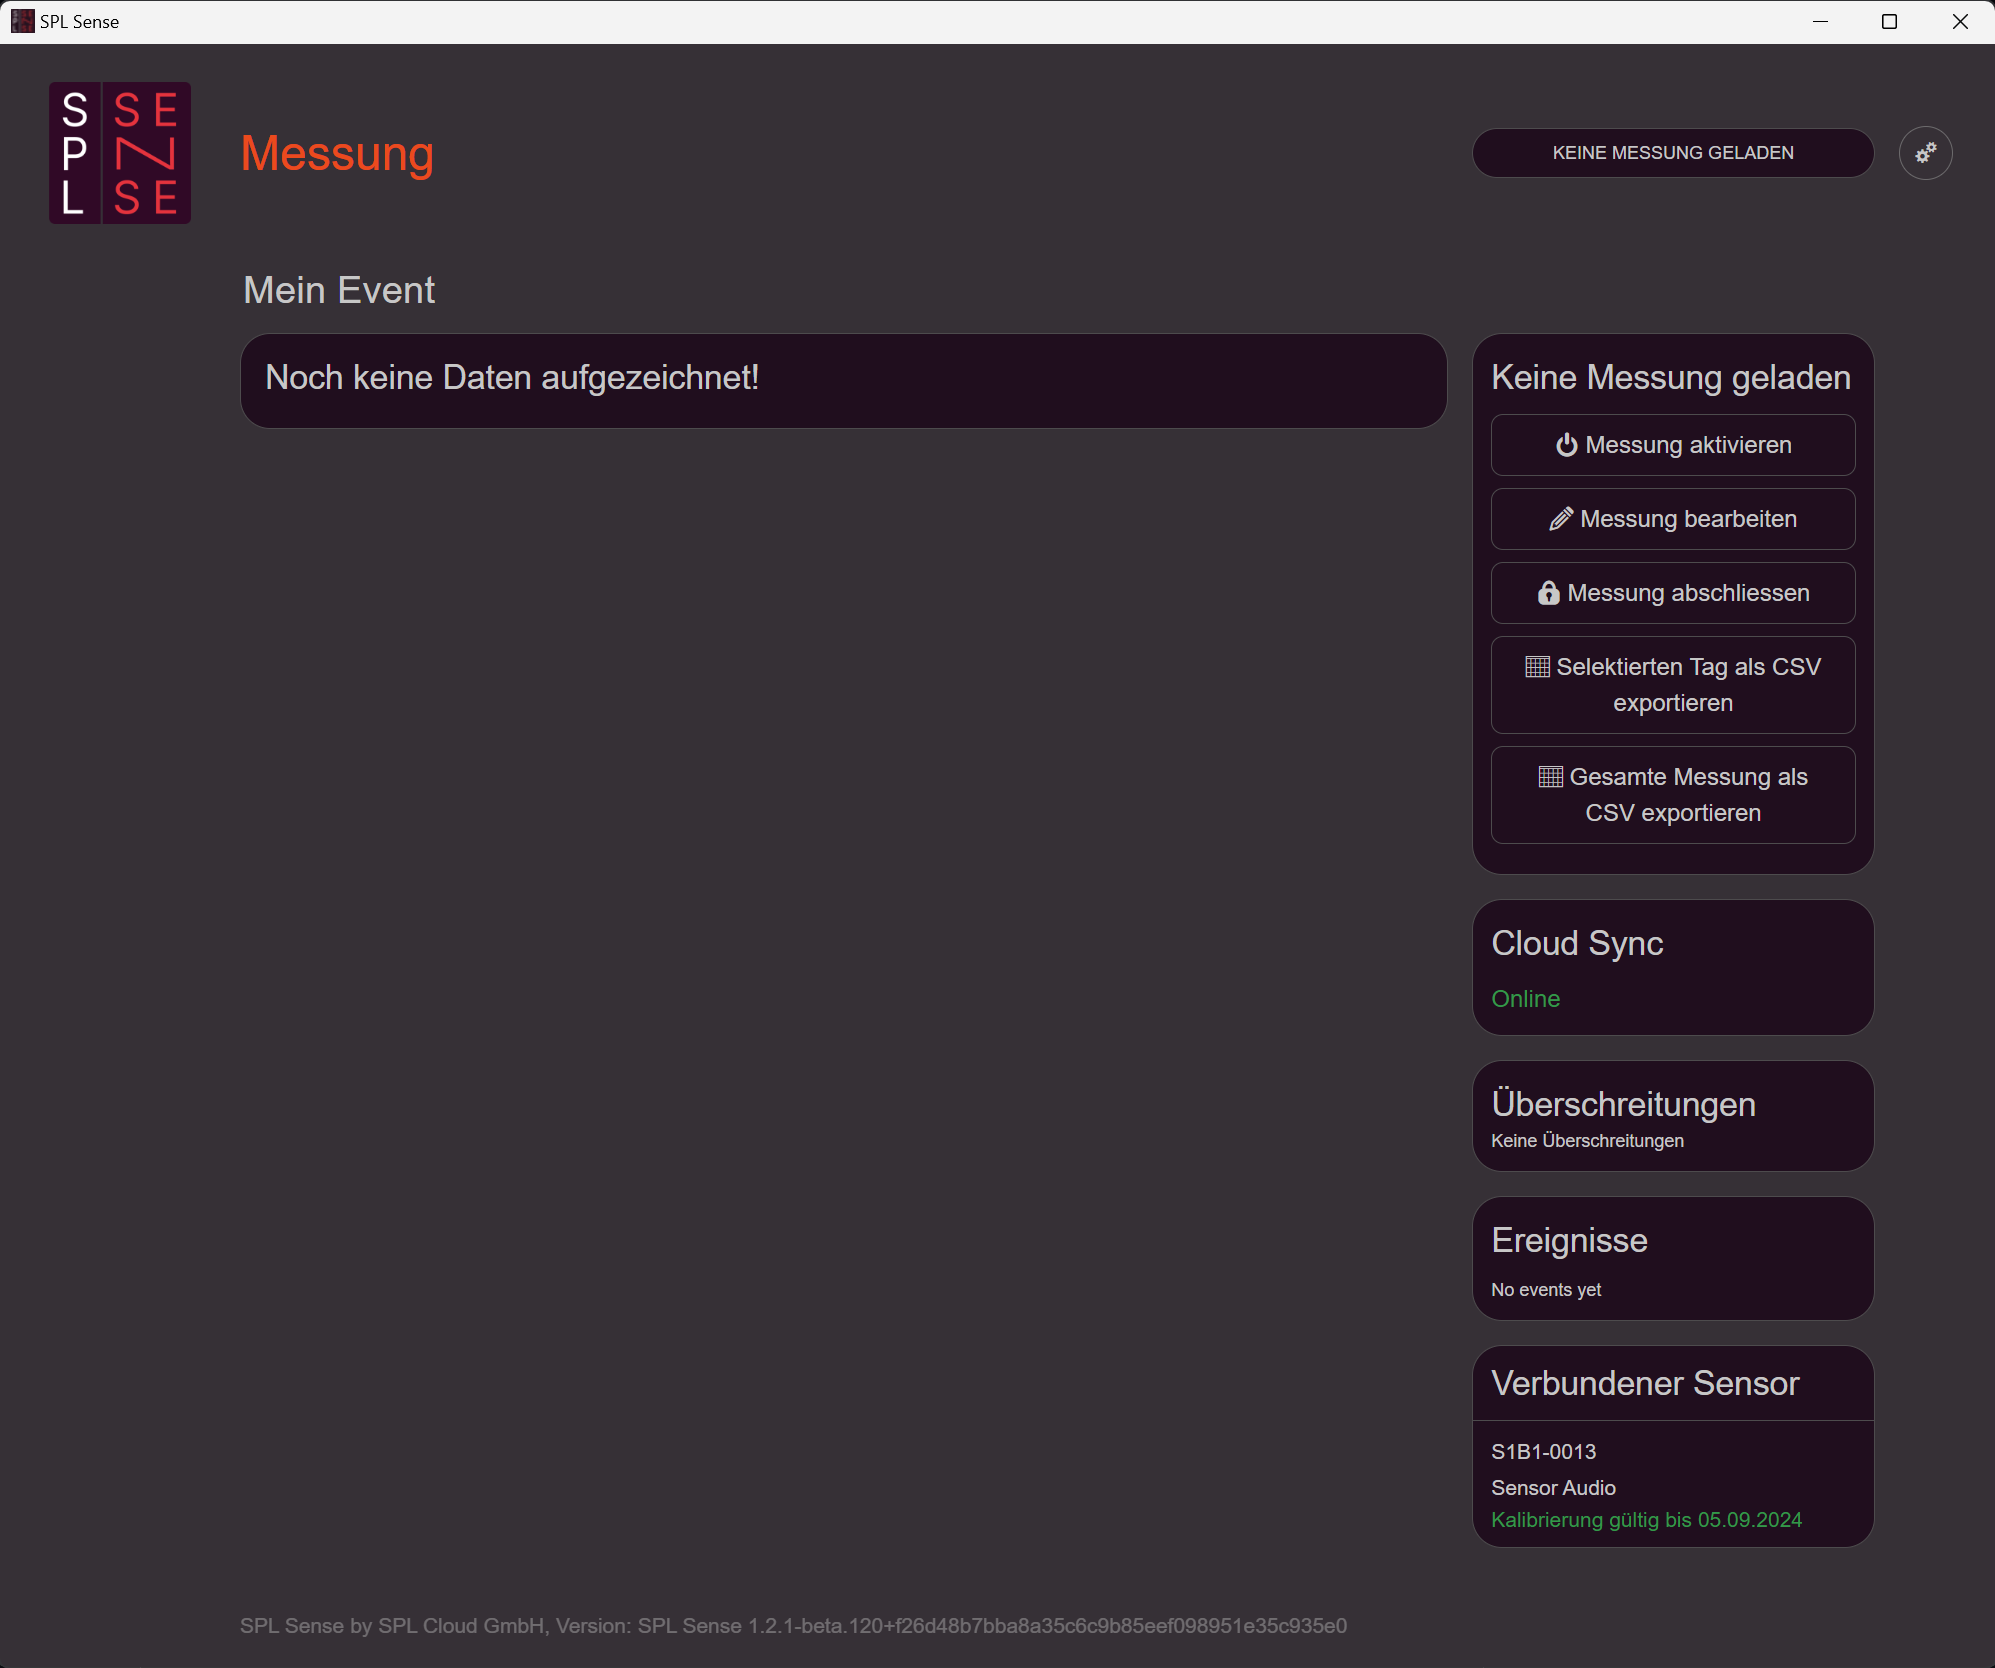 SPL Sense
S SE
P N
L SE
Messung
KEINE MESSUNG GELADEN
Mein Event
Noch keine Daten aufgezeichnet!
Keine Messung geladen
Messung aktivieren
Messung bearbeiten
Messung abschliessen
Selektierten Tag als CSV
exportieren
Gesamte Messung als
CSV exportieren
Cloud Sync
Online
Überschreitungen
Keine Überschreitungen
Ereignisse
No events yet
Verbundener Sensor
S1B1-0013
Sensor Audio
Kalibrierung gültig bis 05.09.2024
SPL Sense by SPL Cloud GmbH, Version: SPL Sense 1.2.1-beta.120+f26d48b7bba8a35c6c9b85eef098951e35c935e0